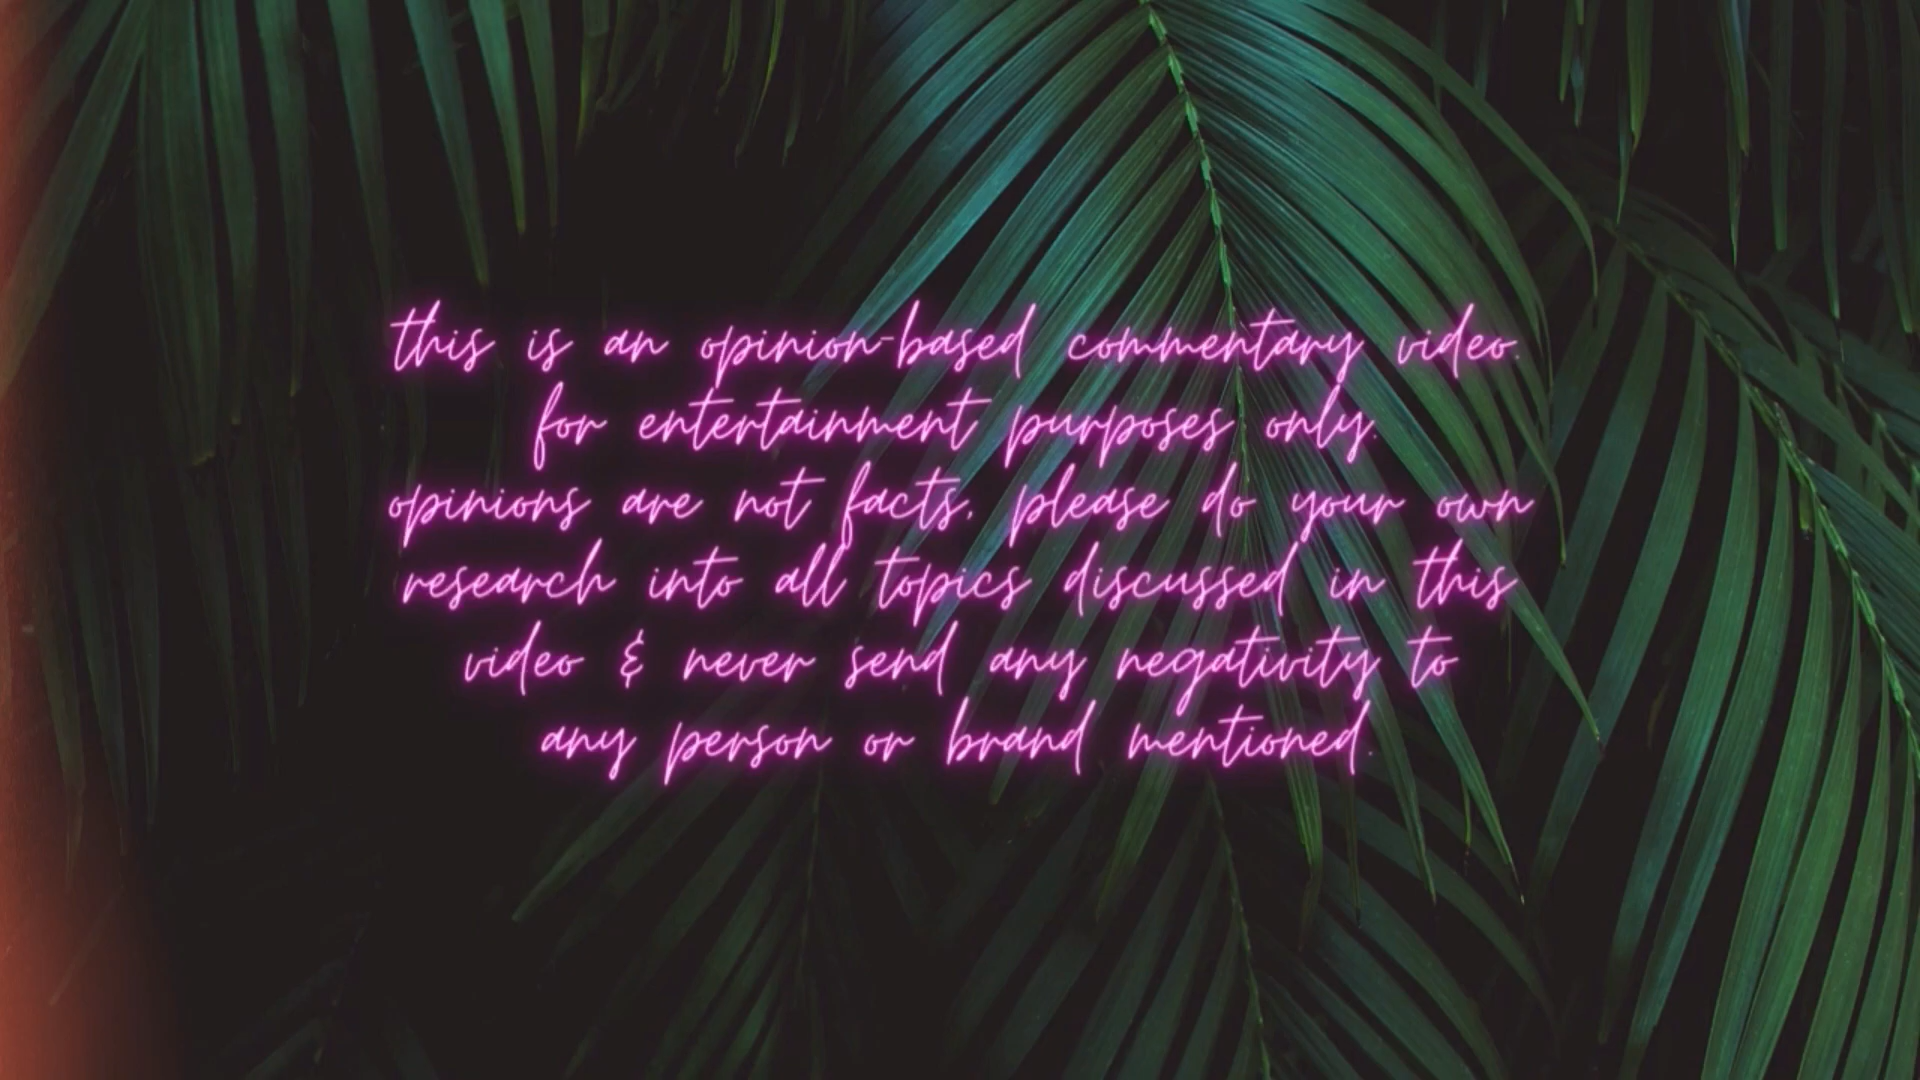 this is an opinion-based commentary video.
for entertainment purposes only.
opinions are not facts, please do your own
research into all topics discussed in this
video & never send any negativity to
any person or brand mentioned.